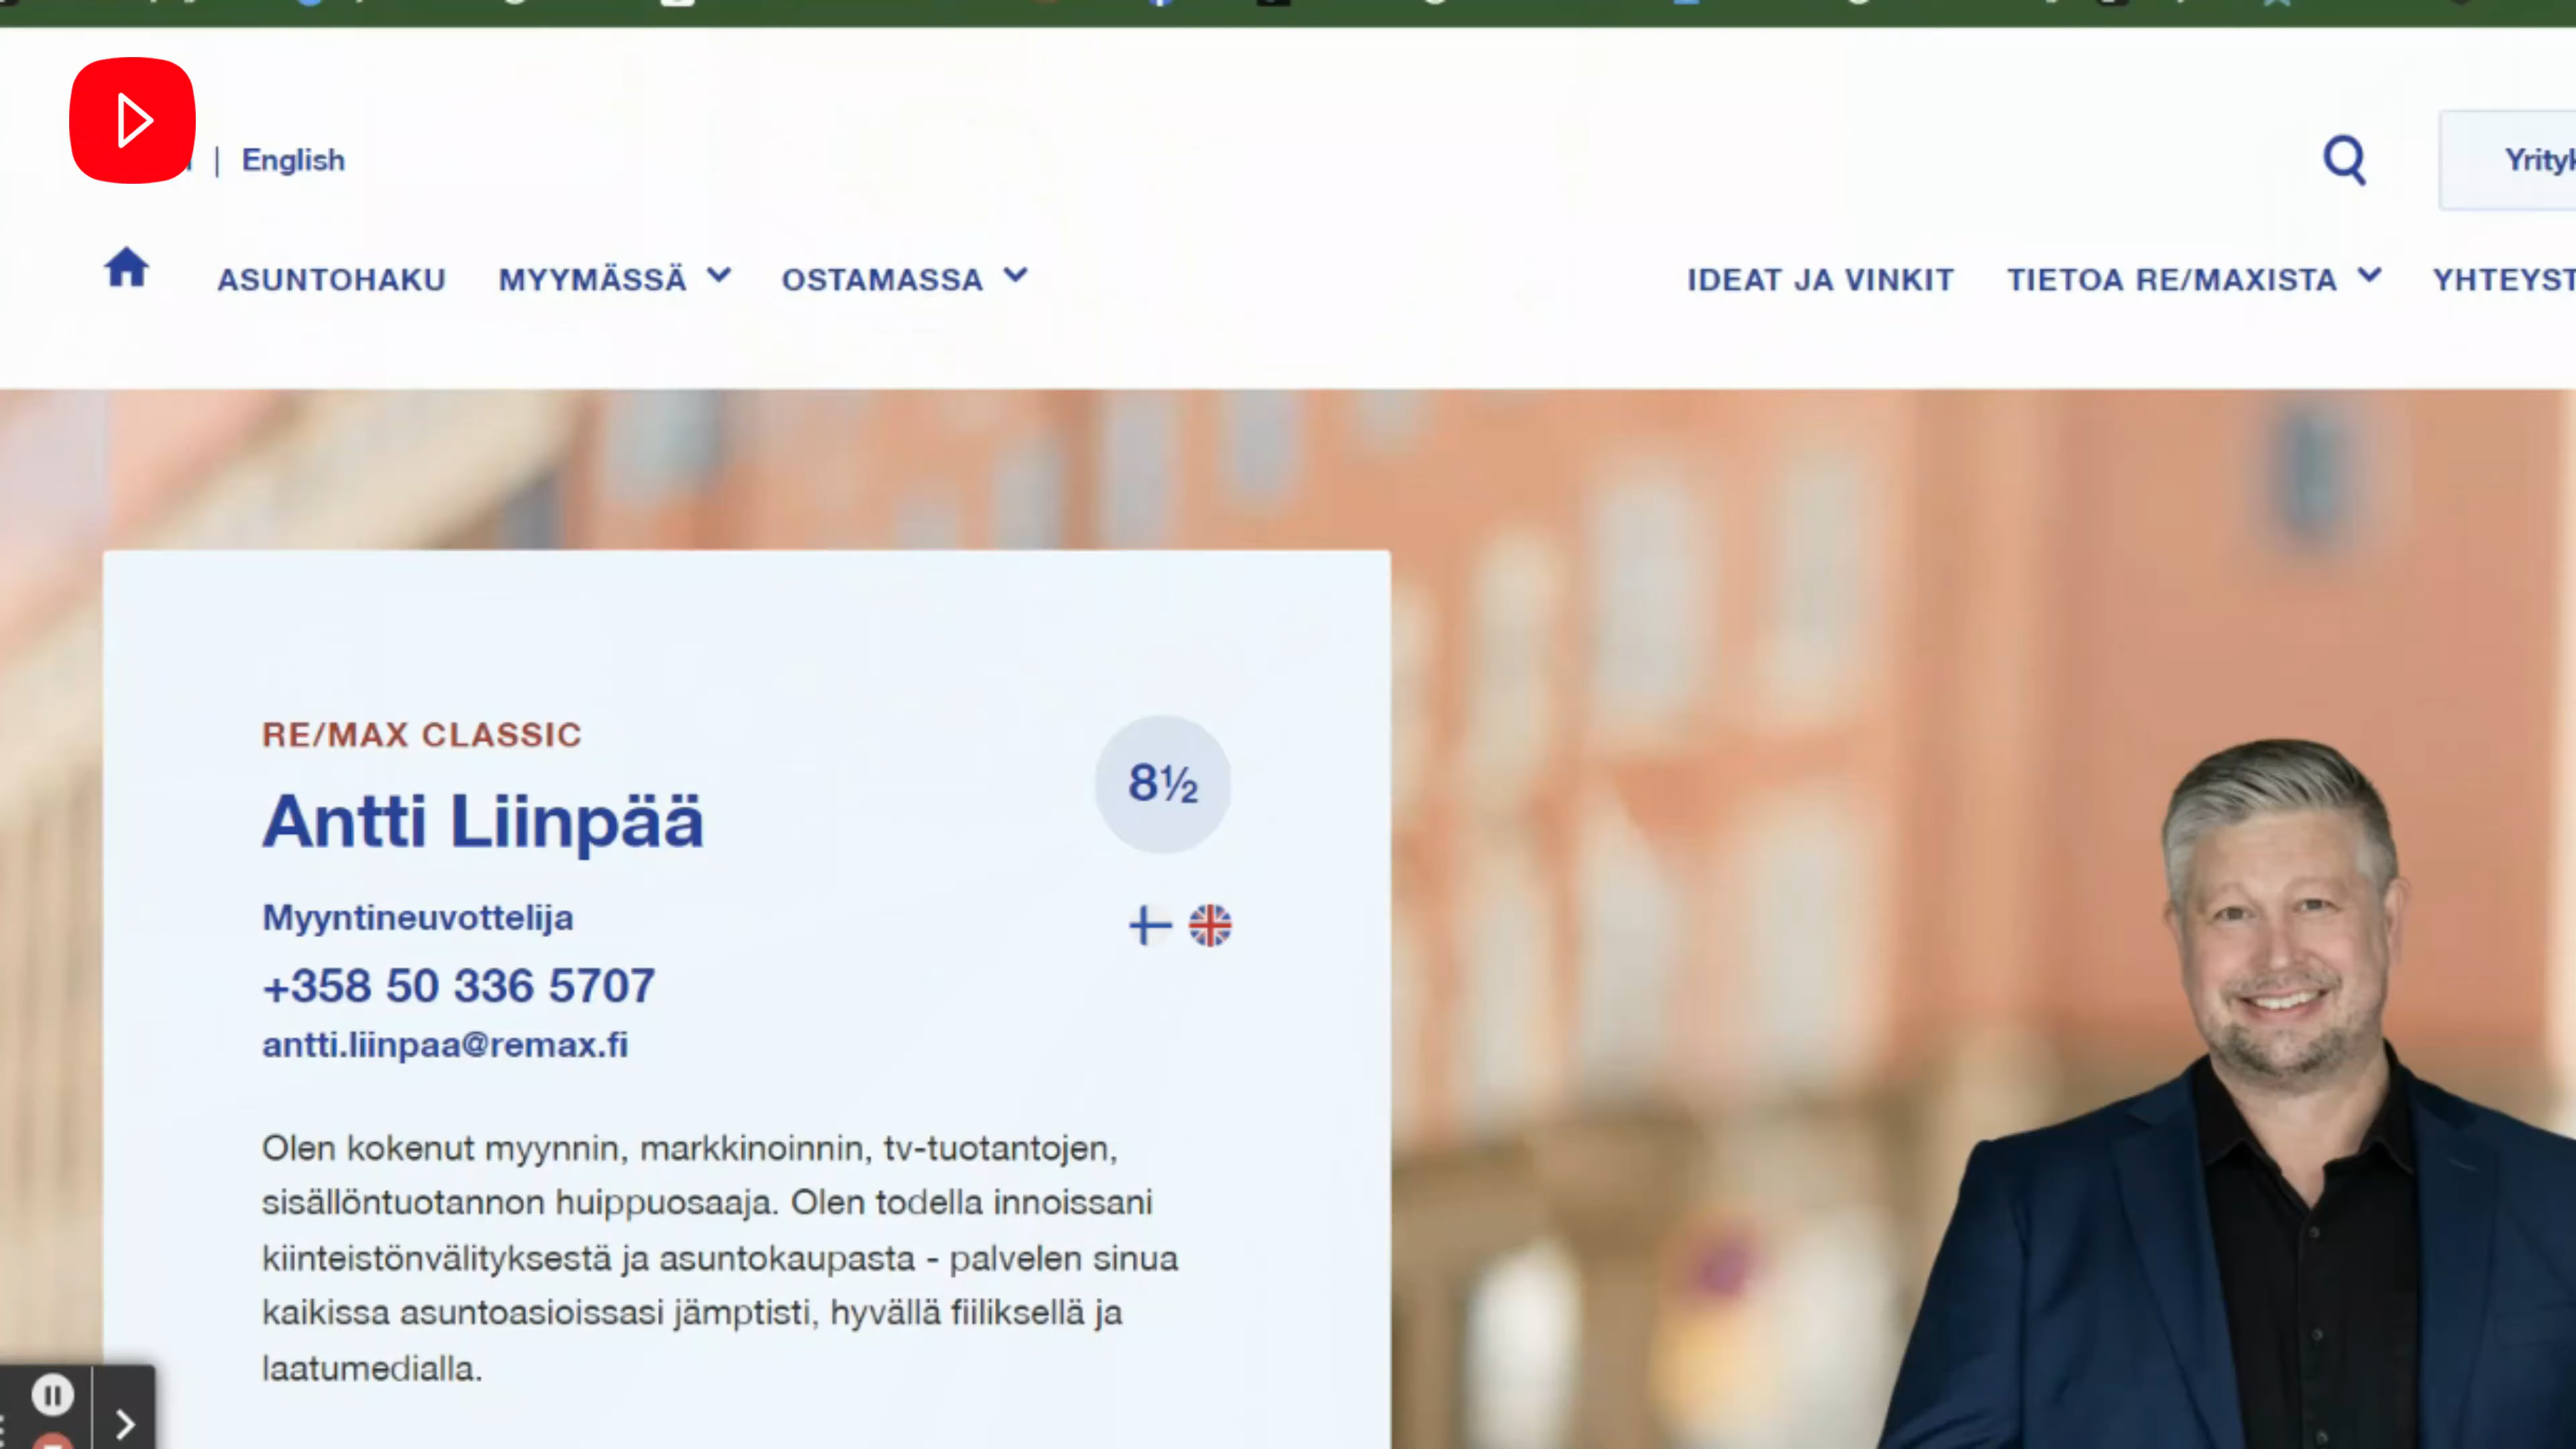 English
Yrityk
ASUNTOHAKU MYYMÄSSÄ OSTAMASSA IDEAT JA VINKIT TIETOA RE/MAXISTA YHTEYST
RE/MAX CLASSIC
8½
Antti Liinpää
Myyntineuvottelija
+358 50 336 5707
antti.liinpaa@remax.fi
Olen kokenut myynnin, markkinoinnin, tv-tuotantojen,
sisällöntuotannon huippuosaaja. Olen todella innoissani
kiinteistönvälityksestä ja asuntokaupasta - palvelen sinua
kaikissa asuntoasioissasi jämptisti, hyvällä fiiliksellä ja
laatumedialla.